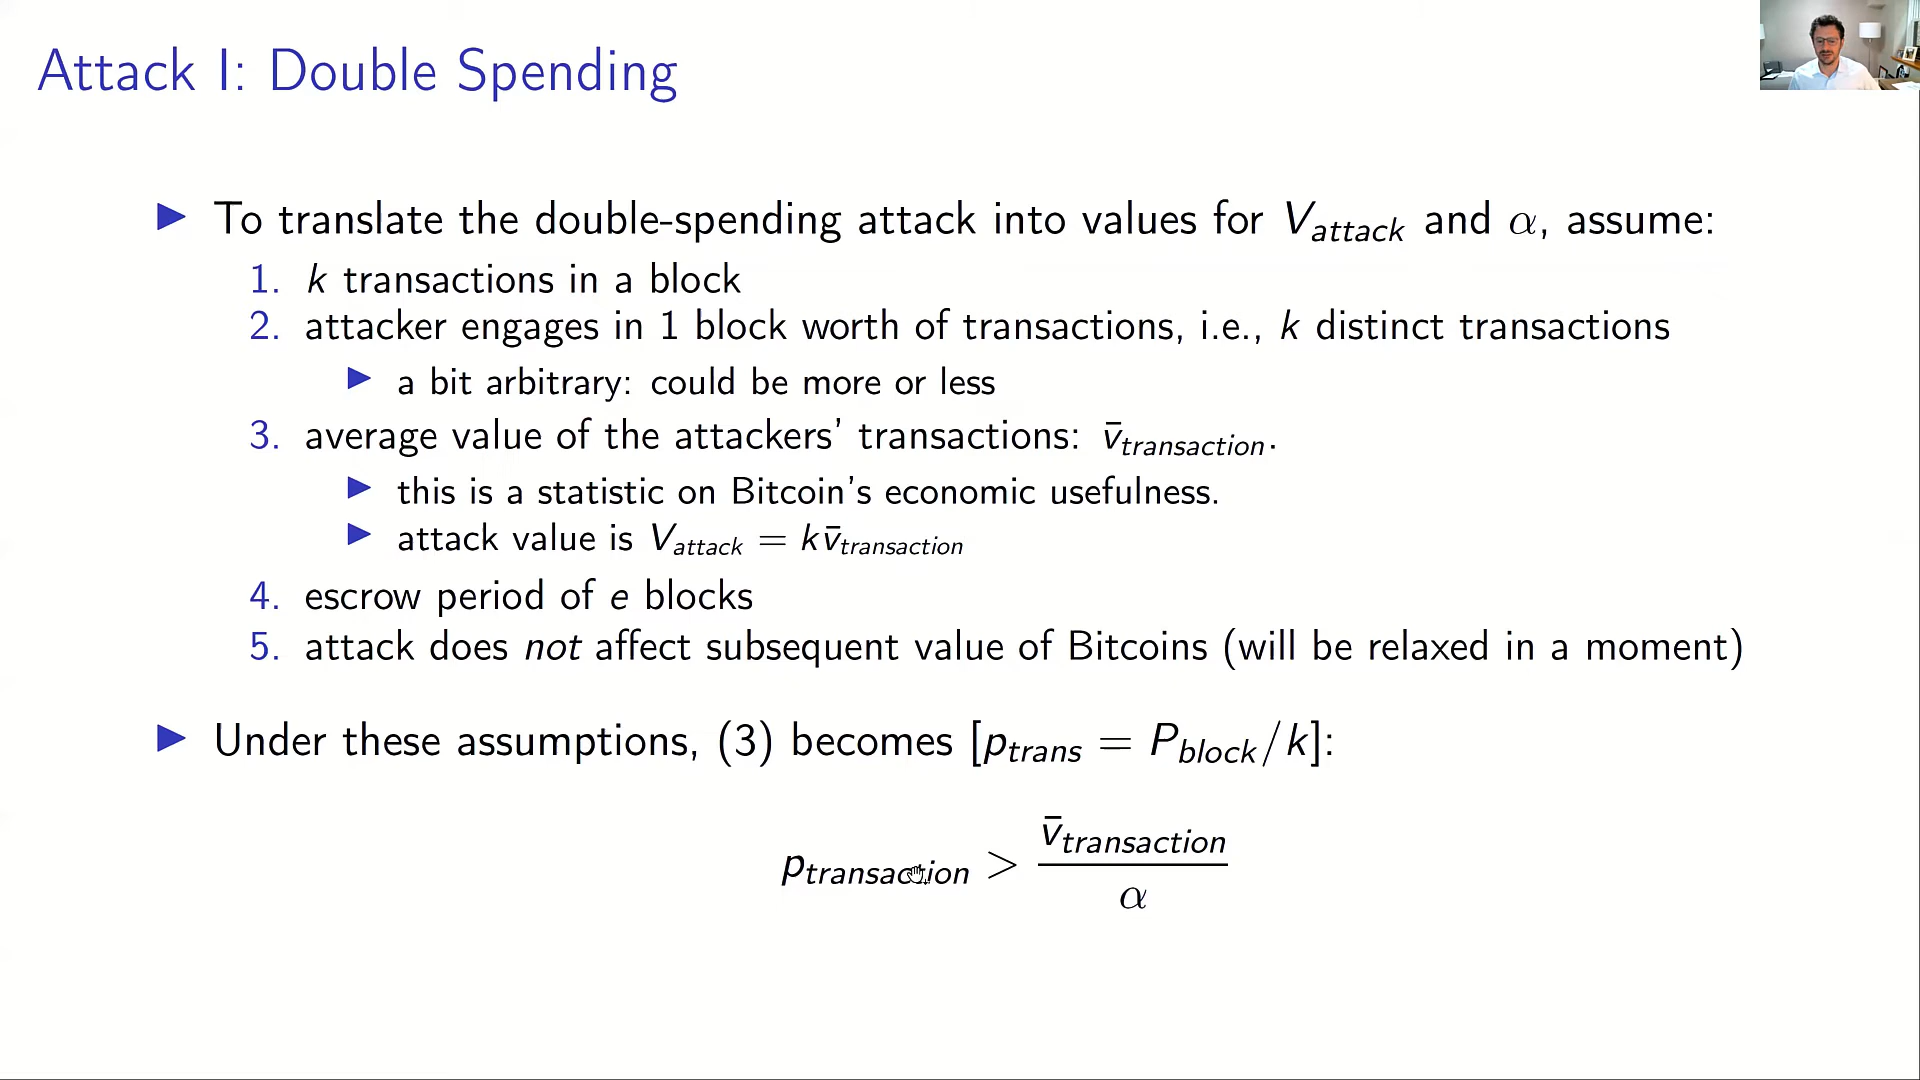 Attack I: Double Spending
▶ To translate the double-spending attack into values for V_attack and α, assume:
1. k transactions in a block
2. attacker engages in 1 block worth of transactions, i.e., k distinct transactions
▶ a bit arbitrary: could be more or less
3. average value of the attackers' transactions: v̄_transaction.
▶ this is a statistic on Bitcoin's economic usefulness.
▶ attack value is V_attack = kv̄_transaction
4. escrow period of e blocks
5. attack does not affect subsequent value of Bitcoins (will be relaxed in a moment)
▶ Under these assumptions, (3) becomes [p_trans = P_block/k]:
p_transaction > v̄_transaction / α